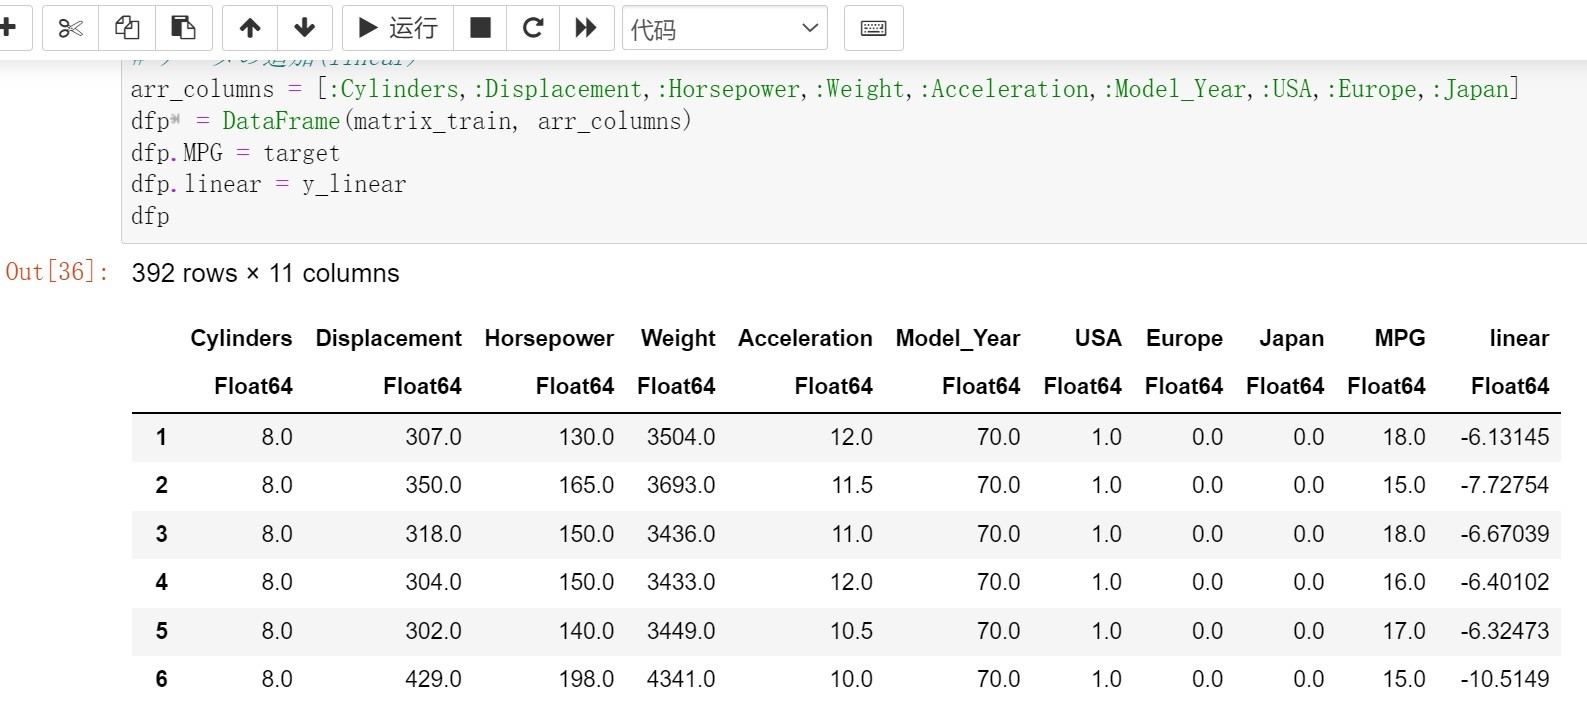 运行 代码
arr_columns = [:Cylinders,:Displacement,:Horsepower,:Weight,:Acceleration,:Model_Year,:USA,:Europe,:Japan]
dfp = DataFrame(matrix_train, arr_columns)
dfp.MPG = target
dfp.linear = y_linear
dfp
Out[36]: 392 rows × 11 columns
Cylinders Displacement Horsepower Weight Acceleration Model_Year USA Europe Japan MPG linear
Float64 Float64 Float64 Float64 Float64 Float64 Float64 Float64 Float64 Float64 Float64
1 8.0 307.0 130.0 3504.0 12.0 70.0 1.0 0.0 0.0 18.0 -6.13145
2 8.0 350.0 165.0 3693.0 11.5 70.0 1.0 0.0 0.0 15.0 -7.72754
3 8.0 318.0 150.0 3436.0 11.0 70.0 1.0 0.0 0.0 18.0 -6.67039
4 8.0 304.0 150.0 3433.0 12.0 70.0 1.0 0.0 0.0 16.0 -6.40102
5 8.0 302.0 140.0 3449.0 10.5 70.0 1.0 0.0 0.0 17.0 -6.32473
6 8.0 429.0 198.0 4341.0 10.0 70.0 1.0 0.0 0.0 15.0 -10.5149